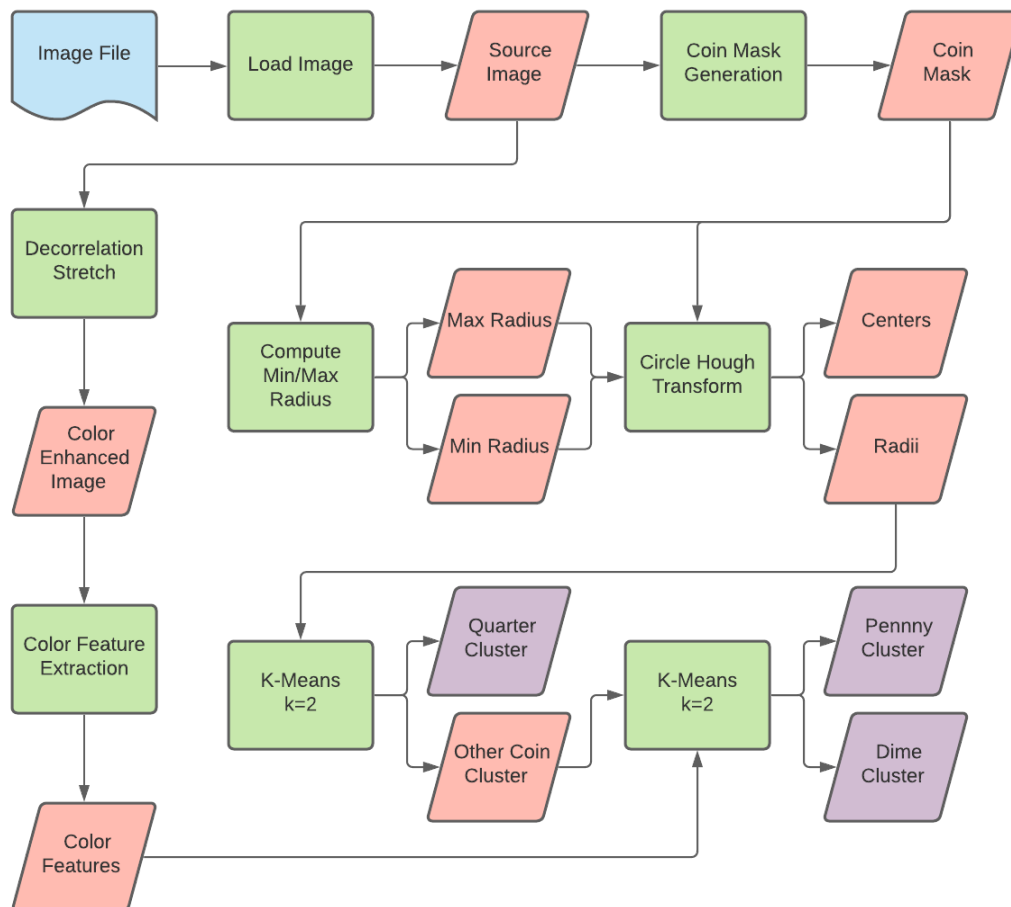 Image File
Load Image
Source
Image
Coin Mask
Generation
Coin
Mask
Decorrelation
Stretch
Compute
Min/Max
Radius
Max Radius
Min Radius
Circle Hough
Transform
Centers
Radii
Color
Enhanced
Image
Color Feature
Extraction
K-Means
k=2
Quarter
Cluster
Other Coin
Cluster
K-Means
k=2
Pennny
Cluster
Dime
Cluster
Color
Features